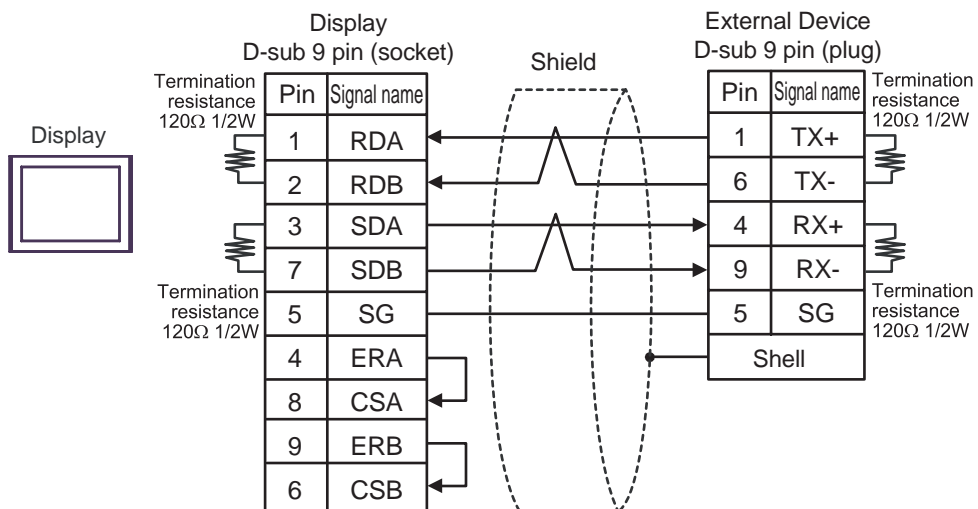 Display
D-sub 9 pin (socket)
External Device
D-sub 9 pin (plug)
Shield
Display
Termination
resistance
120Ω 1/2W
Termination
resistance
120Ω 1/2W
Pin Signal name
1 RDA
2 RDB
3 SDA
7 SDB
5 SG
4 ERA
8 CSA
9 ERB
6 CSB
Pin Signal name
1 TX+
6 TX-
4 RX+
9 RX-
5 SG
Shell
Termination
resistance
120Ω 1/2W
Termination
resistance
120Ω 1/2W